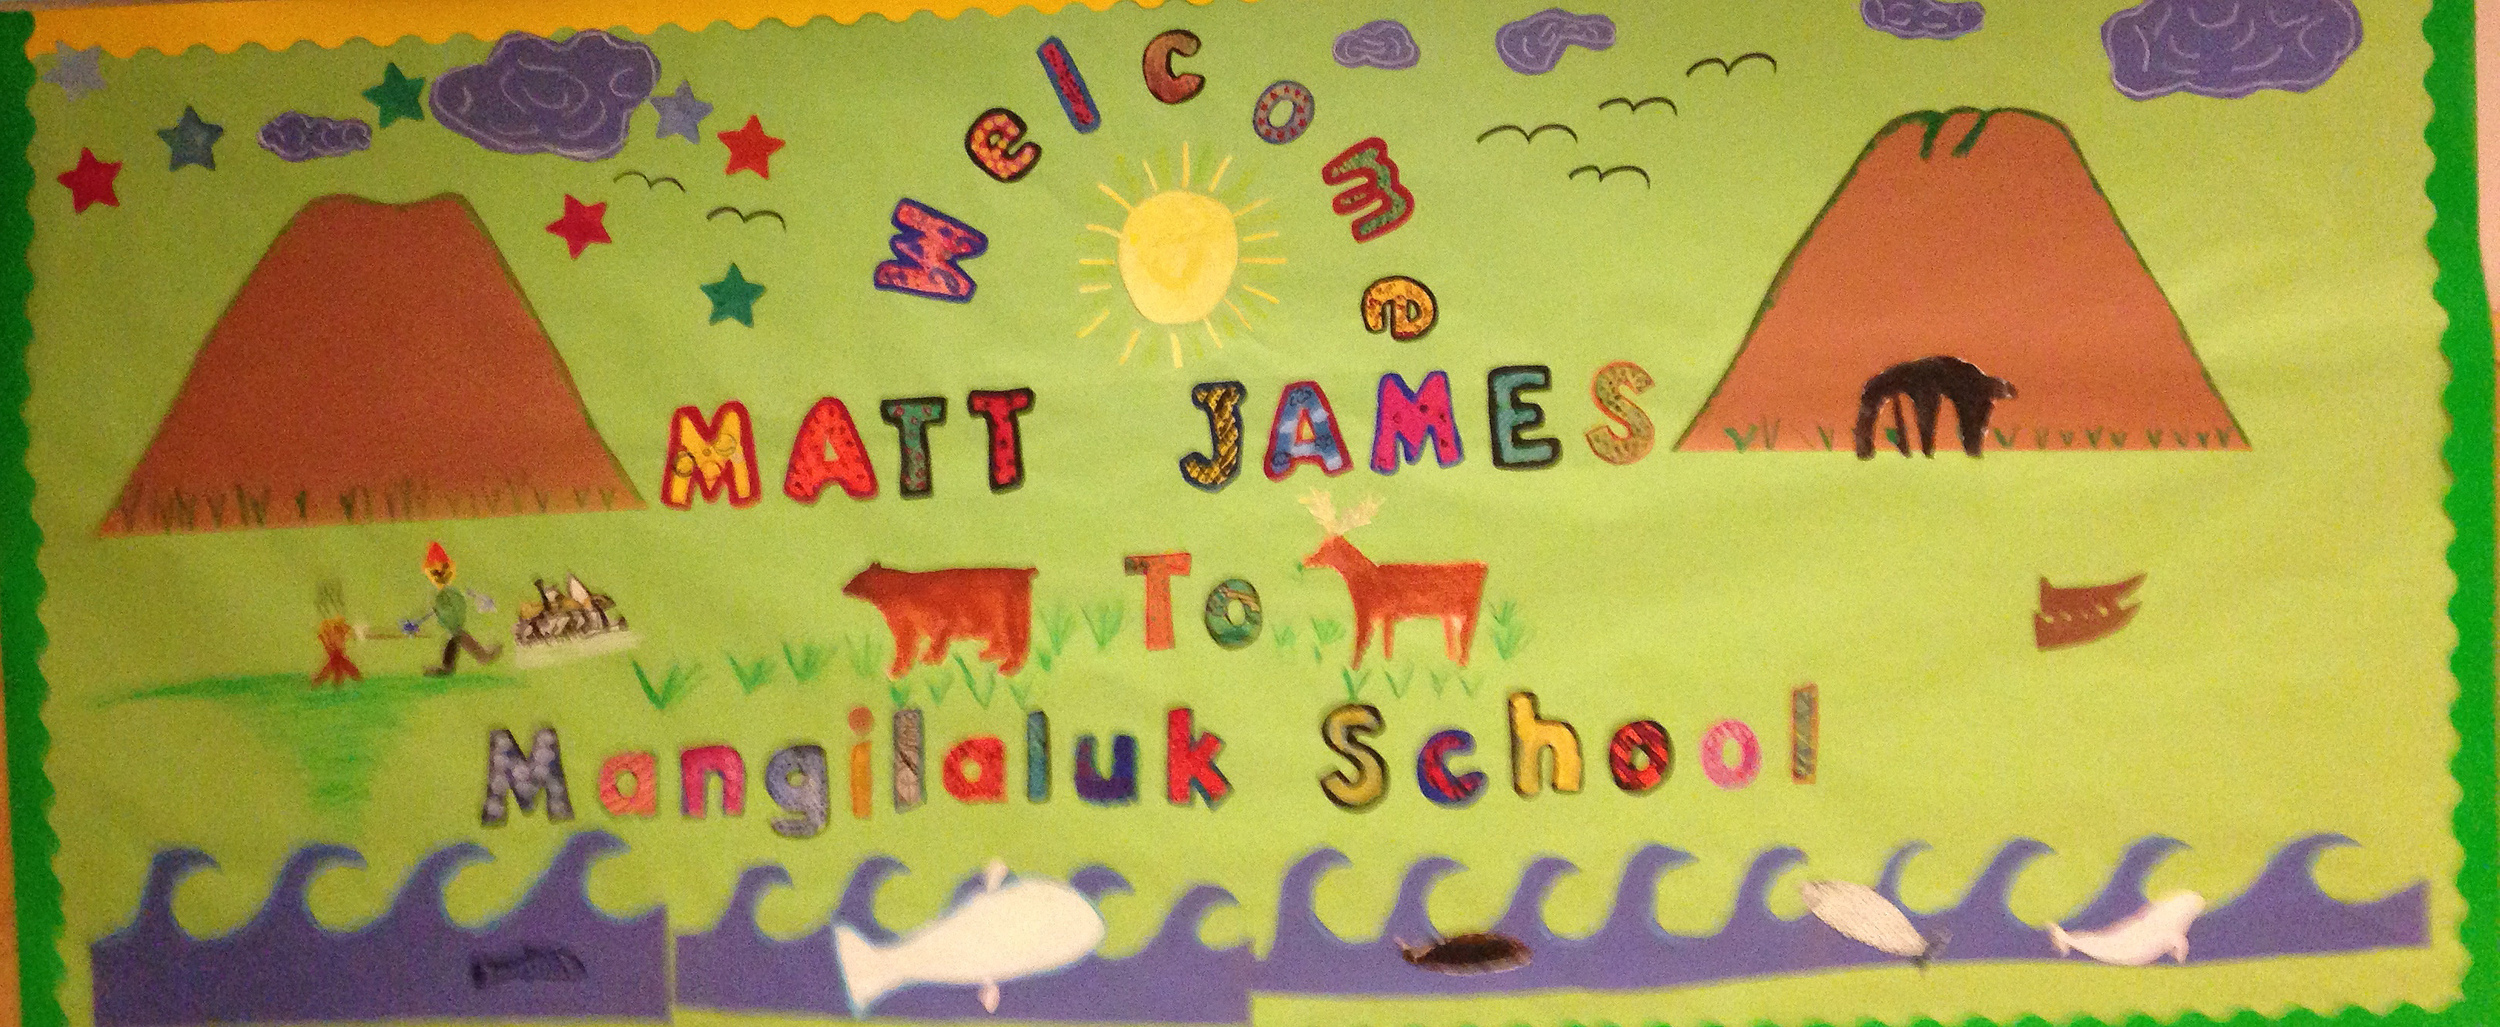 Welcome
MATT JAMES
To
Mangilaluk School